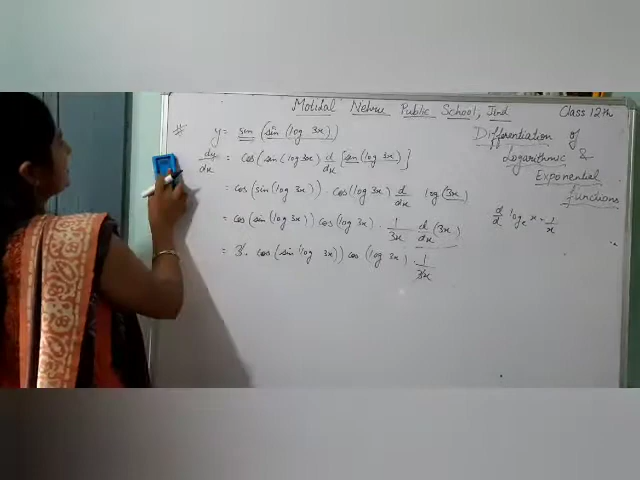 Motilal Nehru Public School, Jind
Class 12th
Differentiation of
Logarithmic &
Exponential
functions
* y = sin (sin (log 3x))
dy/dx = cos (sin (log 3x) d/dx [sin (log 3x)]
= cos (sin (log 3x)) . cos (log 3x) d/dx log (3x)
= cos (sin (log 3x)) cos (log 3x) . 1/3x d/dx (3x)
= 3. cos (sin log 3x)) cos (log 3x) . 1/3x
d/d log_e x = 1/x